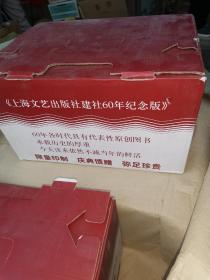 《上海文艺出版社建社60年纪念版》
60年各时代具有代表性原创图书
承载历史的厚重
与天读来依然不减当年的鲜活
限量印制 庆典馈赠 弥足珍贵